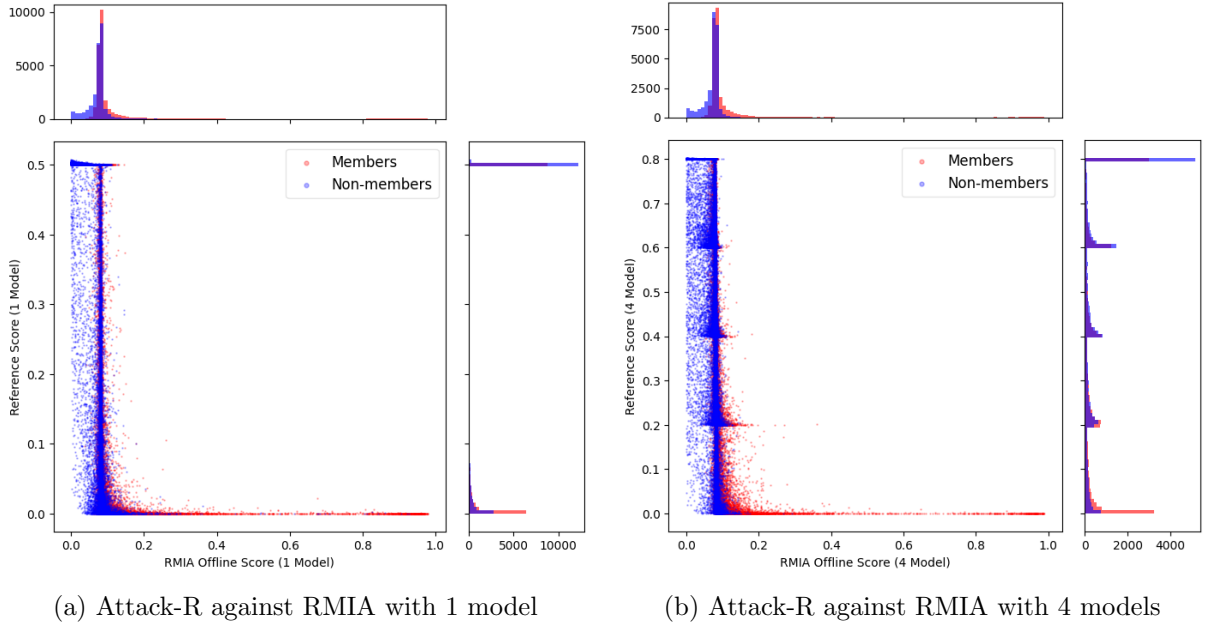 10000
5000
0
0.5
0.4
0.3
0.2
0.1
0.0
Reference Score (1 Model)
Members
Non-members
0.0 0.2 0.4 0.6 0.8 1.0
RMIA Offline Score (1 Model)
0 5000 10000
(a) Attack-R against RMIA with 1 model
7500
5000
2500
0
0.8
0.7
0.6
0.5
0.4
0.3
0.2
0.1
0.0
Reference Score (4 Model)
Members
Non-members
0.0 0.2 0.4 0.6 0.8 1.0
RMIA Offline Score (4 Model)
0 2000 4000
(b) Attack-R against RMIA with 4 models